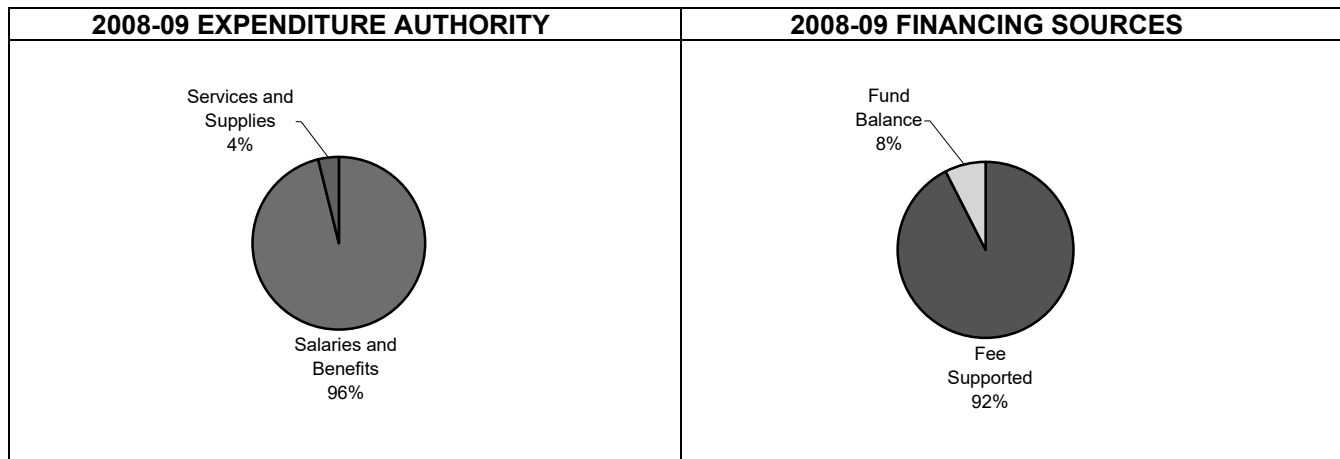 2008-09 EXPENDITURE AUTHORITY
Services and
Supplies
4%
Salaries and
Benefits
96%
2008-09 FINANCING SOURCES
Fund
Balance
8%
Fee
Supported
92%